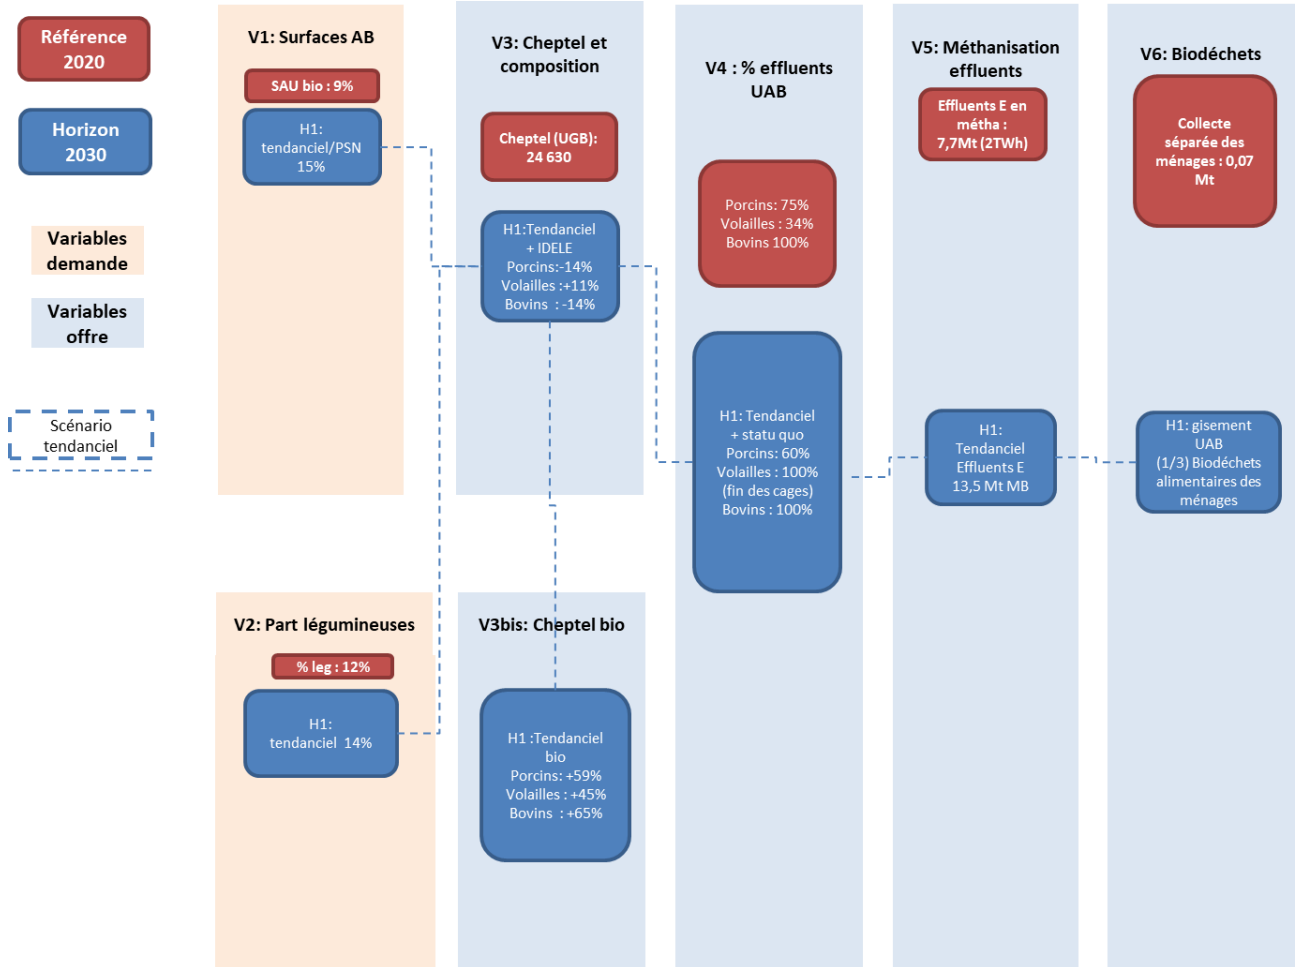 Référence
2020
Horizon
2030
Variables
demande
Variables
offre
Scénario
tendanciel
V1: Surfaces AB
SAU bio : 9%
H1:
tendanciel/PSN
15%
V2: Part légumineuses
% leg : 12%
H1:
tendanciel 14%
V3: Cheptel et
composition
Cheptel (UGB):
24 630
H1:Tendanciel
+ IDELE
Porcins:-14%
Volailles :+11%
Bovins : -14%
V3bis: Cheptel bio
H1 :Tendanciel
bio
Porcins: +59%
Volailles : +45%
Bovins : +65%
V4 : % effluents
UAB
Porcins: 75%
Volailles : 34%
Bovins 100%
H1: Tendanciel
+ statu quo
Porcins: 60%
Volailles : 100%
(fin des cages)
Bovins : 100%
V5: Méthanisation
effluents
Effluents E en
métha :
7,7Mt (2TWh)
H1:
Tendanciel
Effluents E
13,5 Mt MB
V6: Biodéchets
Collecte
séparée des
ménages : 0,07
Mt
H1: gisement
UAB
(1/3) Biodéchets
alimentaires des
ménages